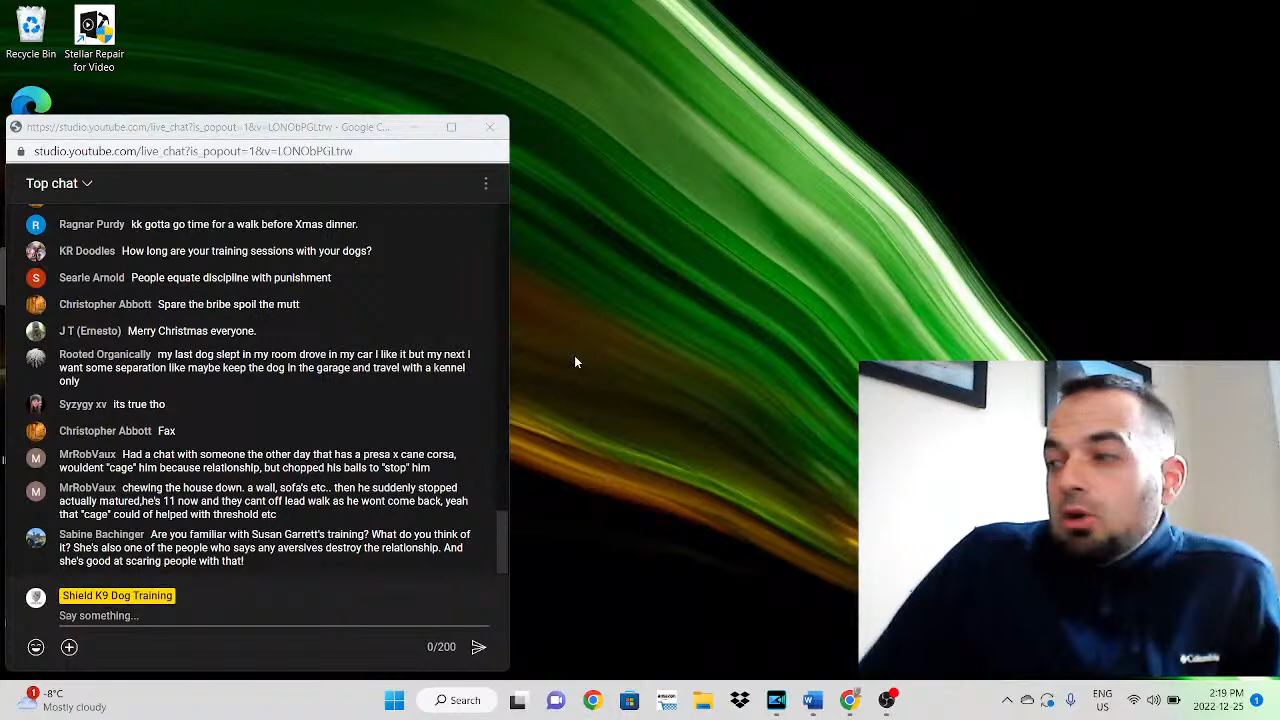 Recycle Bin
Stellar Repair
for Video
https://studio.youtube.com/live_chat?is_popout=1&v=LONObPGLtrw - Google C...
studio.youtube.com/live_chat?is_popout=1&v=LONObPGLtrw
Top chat
Ragnar Purdy kk gotta go time for a walk before Xmas dinner.
KR Doodles How long are your training sessions with your dogs?
Searle Arnold People equate discipline with punishment
Christopher Abbott Spare the bribe spoil the mutt
J T (Ernesto) Merry Christmas everyone.
Rooted Organically my last dog slept in my room drove in my car I like it but my next I
want some separation like maybe keep the dog in the garage and travel with a kennel
only
Syzygy xv its true tho
Christopher Abbott Fax
MrRobVaux Had a chat with someone the other day that has a presa x cane corsa,
wouldent "cage" him because relationship, but chopped his balls to "stop" him
MrRobVaux chewing the house down. a wall, sofa's etc.. then he suddenly stopped
actually matured,he's 11 now and they cant off lead walk as he wont come back, yeah
that "cage" could of helped with threshold etc
Sabine Bachinger Are you familiar with Susan Garrett's training? What do you think of
it? She's also one of the people who says any aversives destroy the relationship. And
she's good at scaring people with that!
Shield K9 Dog Training
Say something...
0/200
Columbia
1
-8°C
Mostly cloudy
Search
amazon
ENG
US
2:19 PM
2022-12-25
1